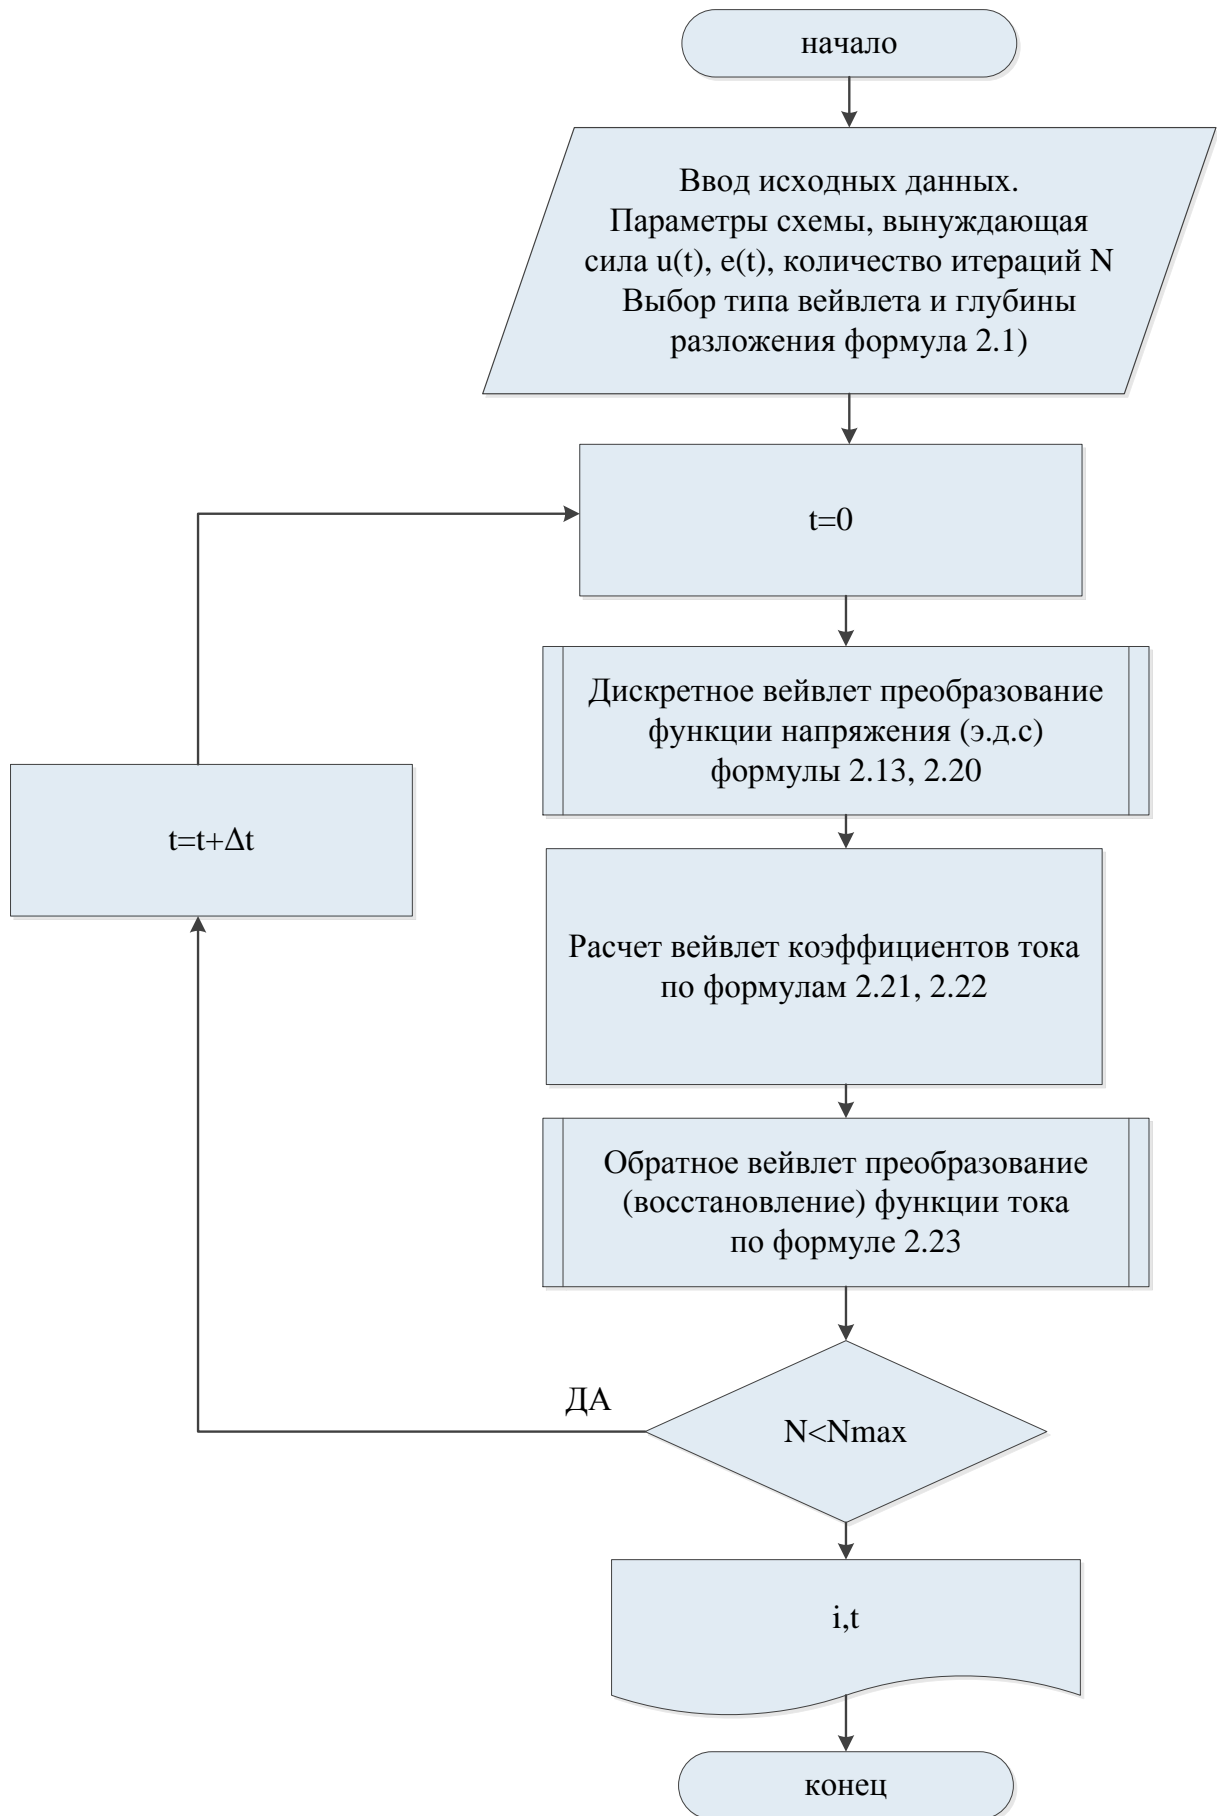 начало
Ввод исходных данных.
Параметры схемы, вынуждающая
сила u(t), e(t), количество итераций N
Выбор типа вейвлета и глубины
разложения формула 2.1)
t=0
Дискретное вейвлет преобразование
функции напряжения (э.д.с)
формулы 2.13, 2.20
t=t+Δt
Расчет вейвлет коэффициентов тока
по формулам 2.21, 2.22
Обратное вейвлет преобразование
(восстановление) функции тока
по формуле 2.23
ДА
N<Nmax
i,t
конец